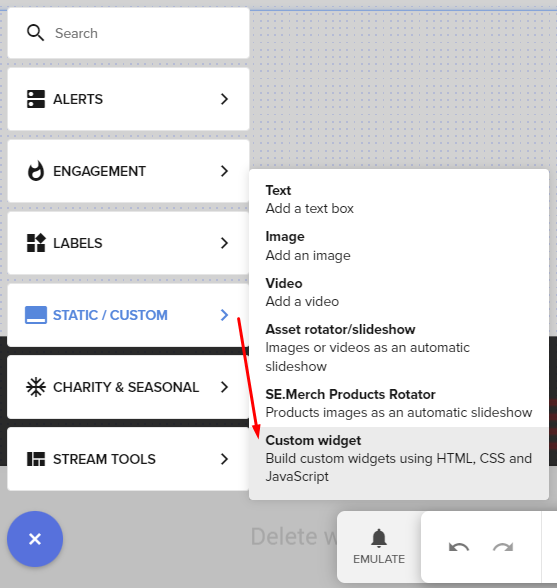 Search
ALERTS
ENGAGEMENT
LABELS
STATIC / CUSTOM
CHARITY & SEASONAL
STREAM TOOLS
Text
Add a text box
Image
Add an image
Video
Add a video
Asset rotator/slideshow
Images or videos as an automatic
slideshow
SE.Merch Products Rotator
Products images as an automatic slideshow
Custom widget
Build custom widgets using HTML, CSS and
JavaScript
Delete w
EMULATE